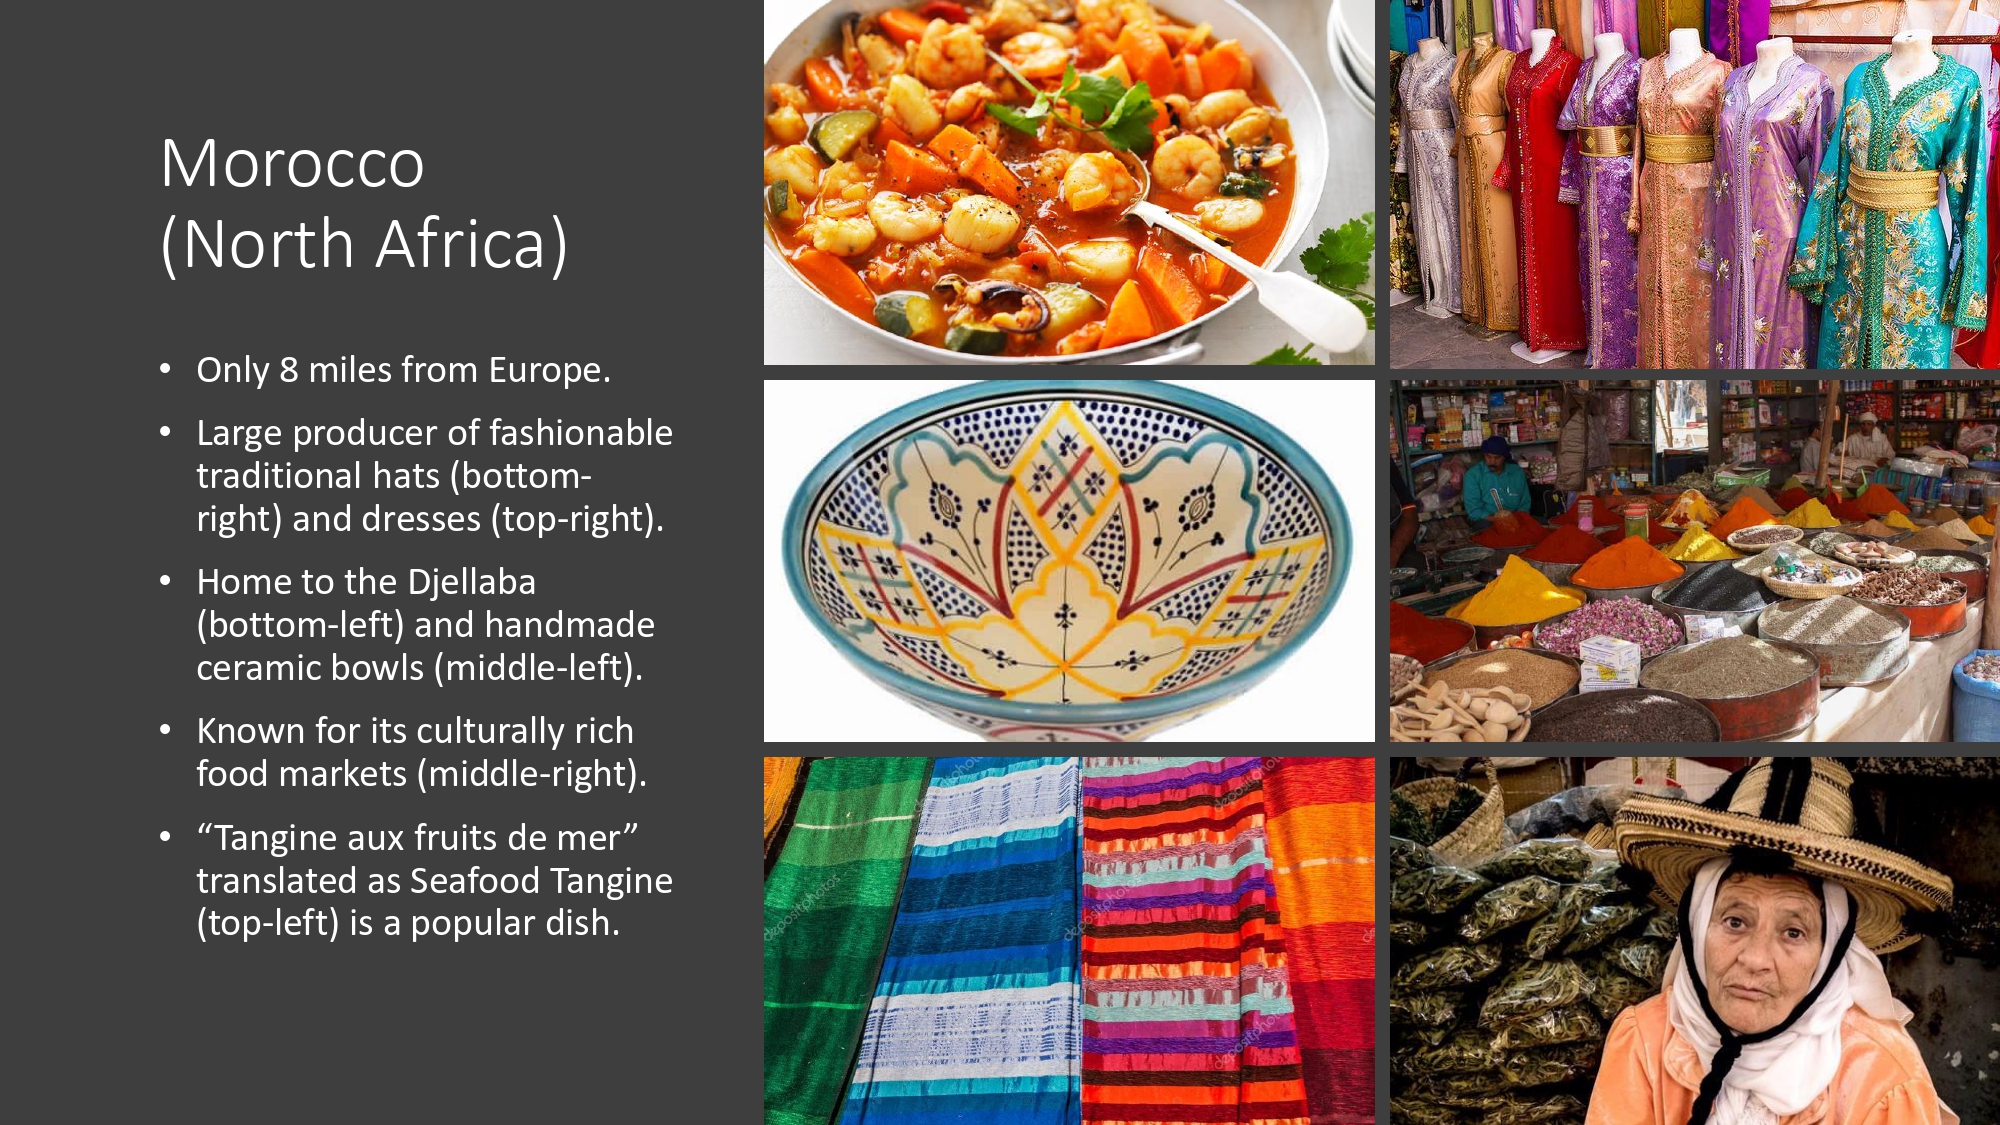 Morocco
(North Africa)
• Only 8 miles from Europe.
• Large producer of fashionable
traditional hats (bottom-
right) and dresses (top-right).
• Home to the Djellaba
(bottom-left) and handmade
ceramic bowls (middle-left).
• Known for its culturally rich
food markets (middle-right).
• “Tangine aux fruits de mer”
translated as Seafood Tangine
(top-left) is a popular dish.
depositphotos
depositphotos
depositphotos